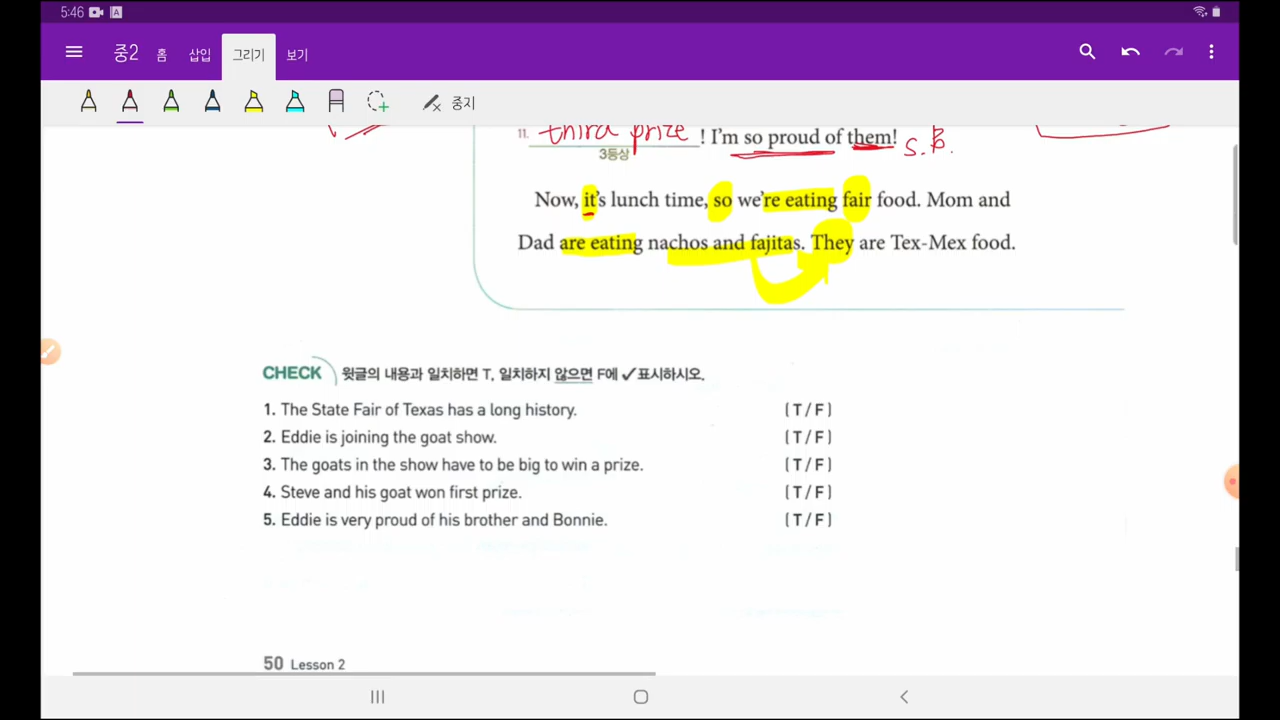 5:46
중2 홈 삽입 그리기 보기
중지
11. third prize ! I'm so proud of them! S. B.
3등상
Now, it's lunch time, so we're eating fair food. Mom and
Dad are eating nachos and fajitas. They are Tex-Mex food.
CHECK 윗글의 내용과 일치하면 T, 일치하지 않으면 F에 ✓표시하시오.
1. The State Fair of Texas has a long history. ( T / F )
2. Eddie is joining the goat show. ( T / F )
3. The goats in the show have to be big to win a prize. ( T / F )
4. Steve and his goat won first prize. ( T / F )
5. Eddie is very proud of his brother and Bonnie. ( T / F )
50 Lesson 2